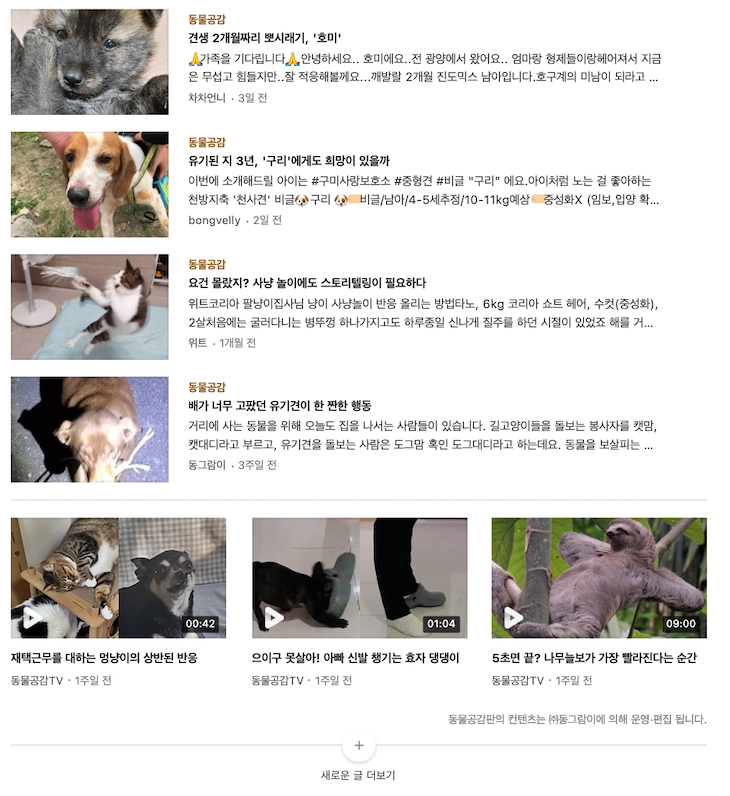 동물공감
견생 2개월짜리 뽀시래기, '호미'
🙏가족을 기다립니다🙏안녕하세요.. 호미에요..전 광양에서 왔어요.. 엄마랑 형제들이랑헤어져서 지금
은 무섭고 힘들지만..잘 적응해볼께요...깨발랄 2개월 진도믹스 남아입니다.호구계의 미남이 되라고 ...
차차언니 · 3일 전
동물공감
유기된 지 3년, '구리'에게도 희망이 있을까
이번에 소개해드릴 아이는 #구미사랑보호소 #중형견 #비글 "구리" 에요.아이처럼 노는 걸 좋아하는
천방지축 '천사견' 비글🐶구리 🐶비글/남아/4-5세추정/10-11kg예상 중성화X (임보,입양 확...
bongvelly · 2일 전
동물공감
요건 몰랐지? 사냥 놀이에도 스토리텔링이 필요하다
위트코리아 팔냥이집사님 냥이 사냥놀이 반응 올리는 방법타노, 6kg 코리아 쇼트 헤어, 수컷(중성화),
2살처음에는 굴러다니는 병뚜껑 하나가지고도 하루종일 신나게 질주를 하던 시절이 있었죠 해를 거...
위트 · 1개월 전
동물공감
배가 너무 고팠던 유기견이 한 짠한 행동
거리에 사는 동물을 위해 오늘도 집을 나서는 사람들이 있습니다. 길고양이들을 돌보는 봉사자를 캣맘,
캣대디라고 부르고, 유기견을 돌보는 사람은 도그맘 혹인 도그대디라고 하는데요. 동물을 보살피는 ...
동그람이 · 3주일 전
00:42
01:04
09:00
재택근무를 대하는 멍냥이의 상반된 반응
으이구 못살아! 아빠 신발 챙기는 효자 댕댕이
5초면 끝? 나무늘보가 가장 빨라진다는 순간
동물공감TV · 1주일 전
동물공감TV · 1주일 전
동물공감TV · 1주일 전
동물공감판의 컨텐츠는 ㈜동그람이에 의해 운영·편집 됩니다.
새로운 글 더보기